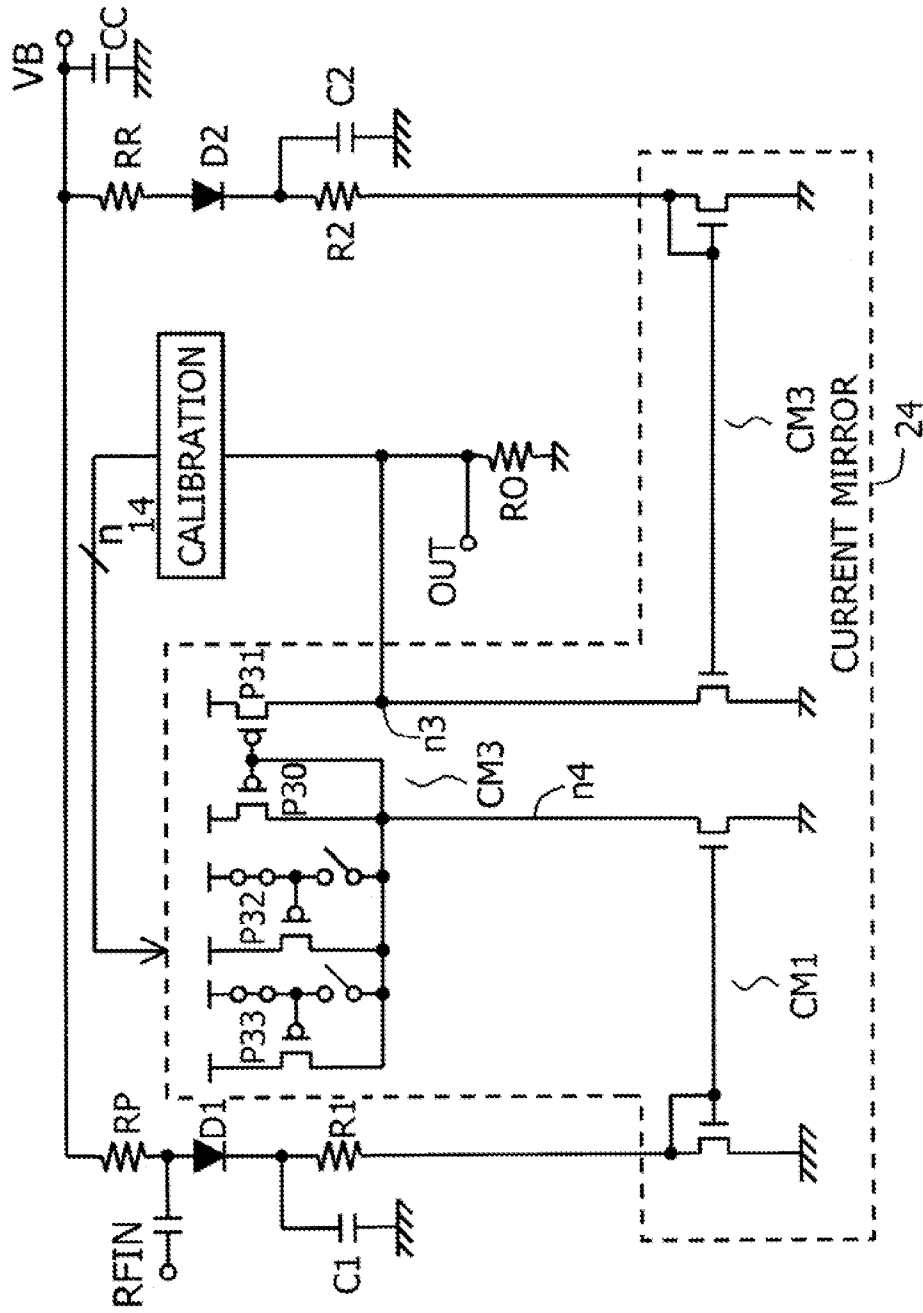 VB
CC
RR
D2
C2
R2
n
14
CALIBRATION
RO
OUT
P31
P30
P32
P33
n3
CM3
n4
RP
RFIN
D1
C1
R1
CM1
CM3
CURRENT MIRROR
24